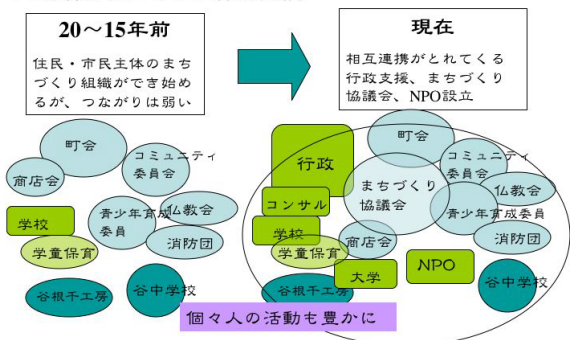 20～15年前
住民・市民主体のまち
づくり組織ができ始め
るが、つながりは弱い
現在
相互連携がとれてくる
行政支援、まちづくり
協議会、NPO設立
町会
コミュニティ
委員会
商店会
学校
青少年育成
委員
仏教会
消防団
学童保育
谷根千工房
谷中学校
町会
行政
コミュニティ
委員会
まちづくり
協議会
仏教会
コンサル
青少年育成委員
学校
商店会
消防団
学童保育
大学
NPO
谷根千工房
谷中学校
個々人の活動も豊かに